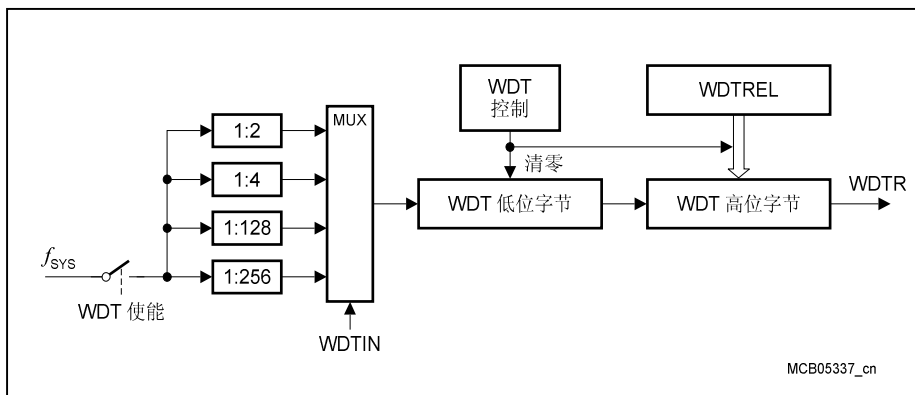 WDT
控制
WDTREL
MUX
1:2
1:4
1:128
1:256
清零
WDT 低位字节
WDT 高位字节
WDTR
fSYS
WDT 使能
WDTIN
MCB05337_cn